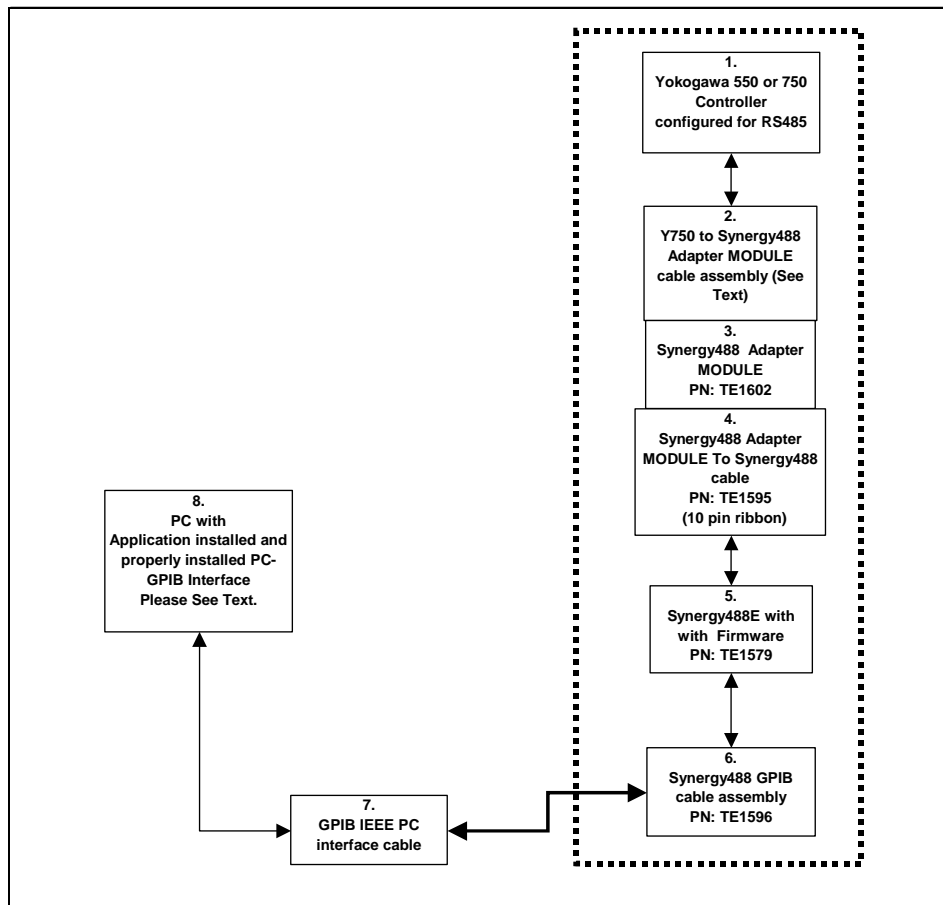 1.
Yokogawa 550 or 750
Controller
configured for RS485
2.
Y750 to Synergy488
Adapter MODULE
cable assembly (See
Text)
3.
Synergy488 Adapter
MODULE
PN: TE1602
4.
Synergy488 Adapter
MODULE To Synergy488
cable
PN: TE1595
(10 pin ribbon)
5.
Synergy488E with
with Firmware
PN: TE1579
6.
Synergy488 GPIB
cable assembly
PN: TE1596
7.
GPIB IEEE PC
interface cable
8.
PC with
Application installed and
properly installed PC-
GPIB Interface
Please See Text.